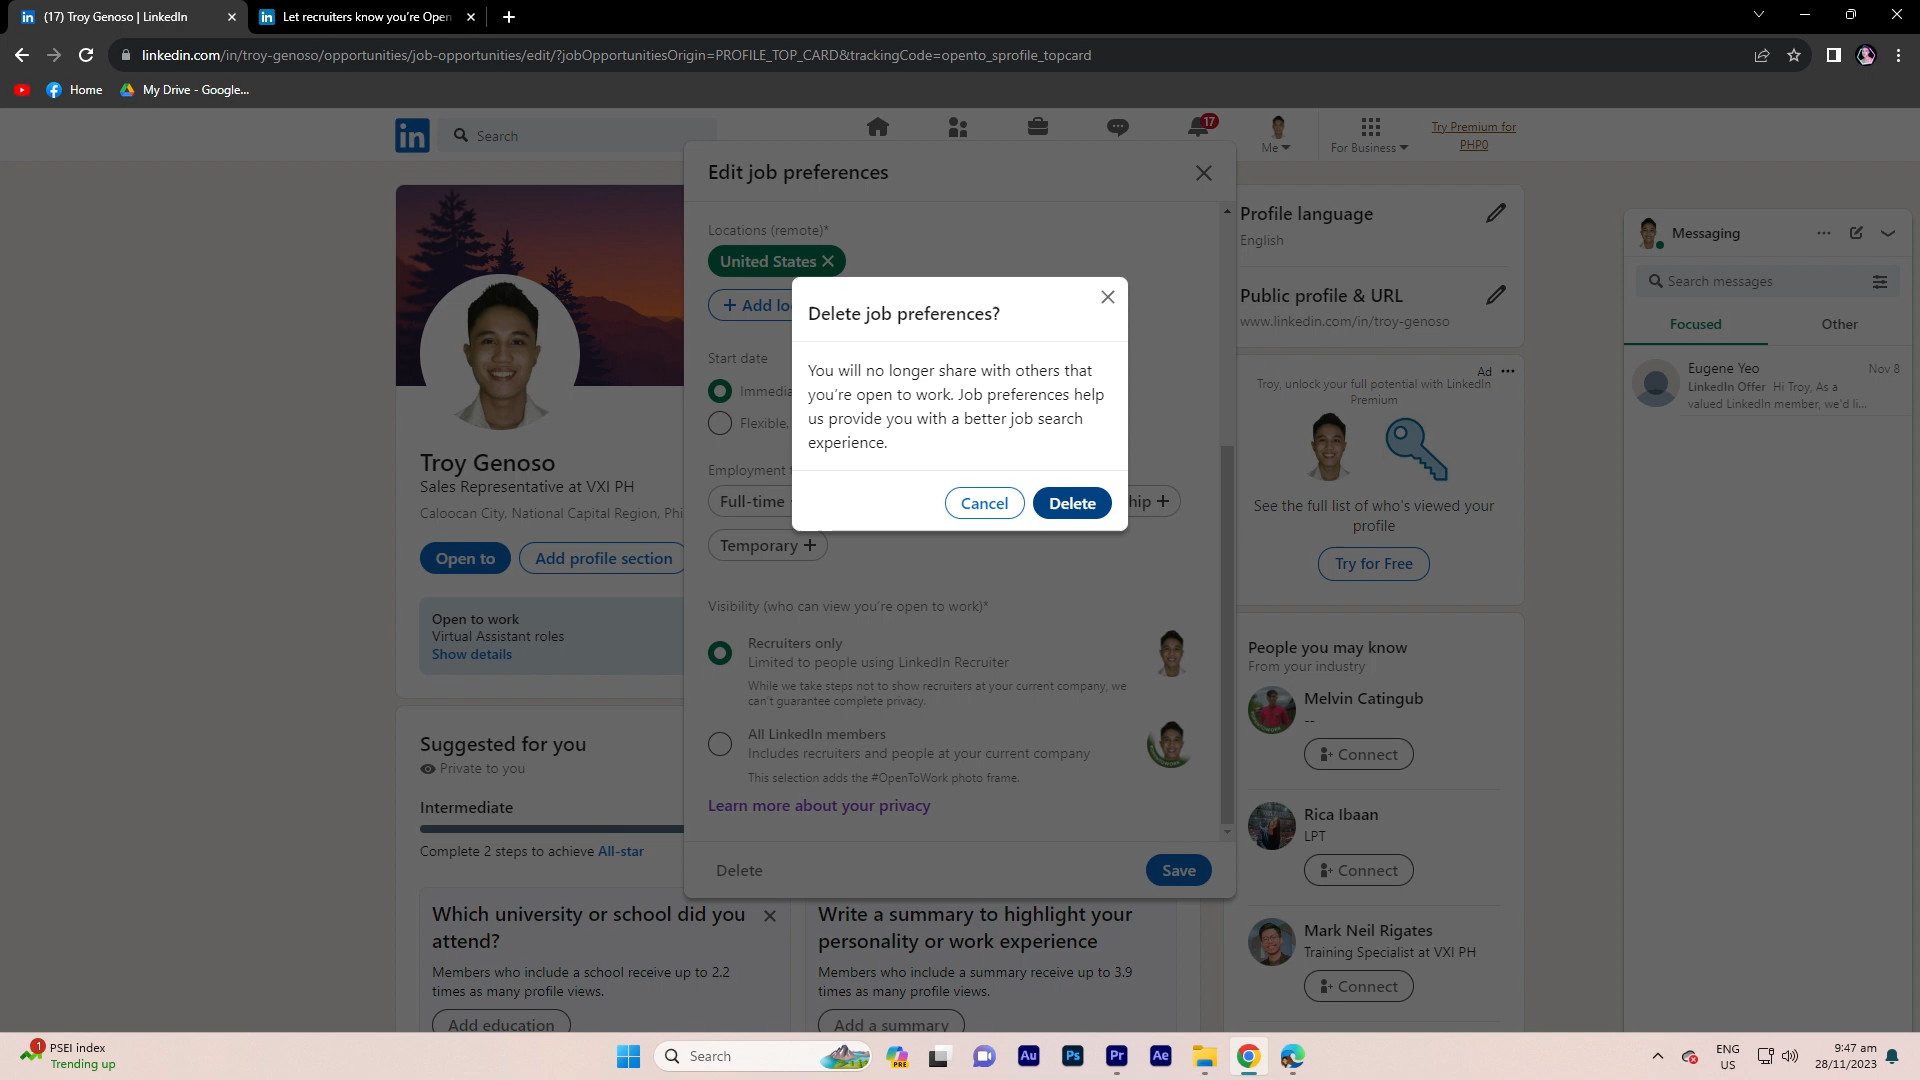 (17) Troy Genoso | LinkedIn
Let recruiters know you're Open
linkedin.com/in/troy-genoso/opportunities/job-opportunities/edit/?jobOpportunitiesOrigin=PROFILE_TOP_CARD&trackingCode=opento_sprofile_topcard
Home
My Drive - Google...
in
Search
17
Me
For Business
Try Premium for
PHP0
Edit job preferences
Locations (remote)*
United States
+ Add lo
Start date
Immedia
Flexible,
Employment
Full-time
hip +
Temporary +
Visibility (who can view you're open to work)*
Recruiters only
Limited to people using LinkedIn Recruiter
While we take steps not to show recruiters at your current company, we
can't guarantee complete privacy.
All LinkedIn members
Includes recruiters and people at your current company
This selection adds the #OpenToWork photo frame.
Learn more about your privacy
Delete
Save
Delete job preferences?
You will no longer share with others that
you're open to work. Job preferences help
us provide you with a better job search
experience.
Cancel
Delete
Troy Genoso
Sales Representative at VXI PH
Caloocan City, National Capital Region, Phi
Open to
Add profile section
Open to work
Virtual Assistant roles
Show details
Suggested for you
Private to you
Intermediate
Complete 2 steps to achieve All-star
Which university or school did you
attend?
Members who include a school receive up to 2.2
times as many profile views.
Add education
Write a summary to highlight your
personality or work experience
Members who include a summary receive up to 3.9
times as many profile views.
Add a summary
Profile language
English
Public profile & URL
www.linkedin.com/in/troy-genoso
Ad
Troy, unlock your full potential with LinkedIn
Premium
See the full list of who's viewed your
profile
Try for Free
People you may know
From your industry
Melvin Catingub
--
Connect
Rica Ibaan
LPT
Connect
Mark Neil Rigates
Training Specialist at VXI PH
Connect
Messaging
Search messages
Focused
Other
Eugene Yeo
Nov 8
LinkedIn Offer Hi Troy, As a
valued LinkedIn member, we'd li...
1
PSEI index
Trending up
Search
PRE
Au
Ps
Pr
Ae
ENG
US
9:47 am
28/11/2023